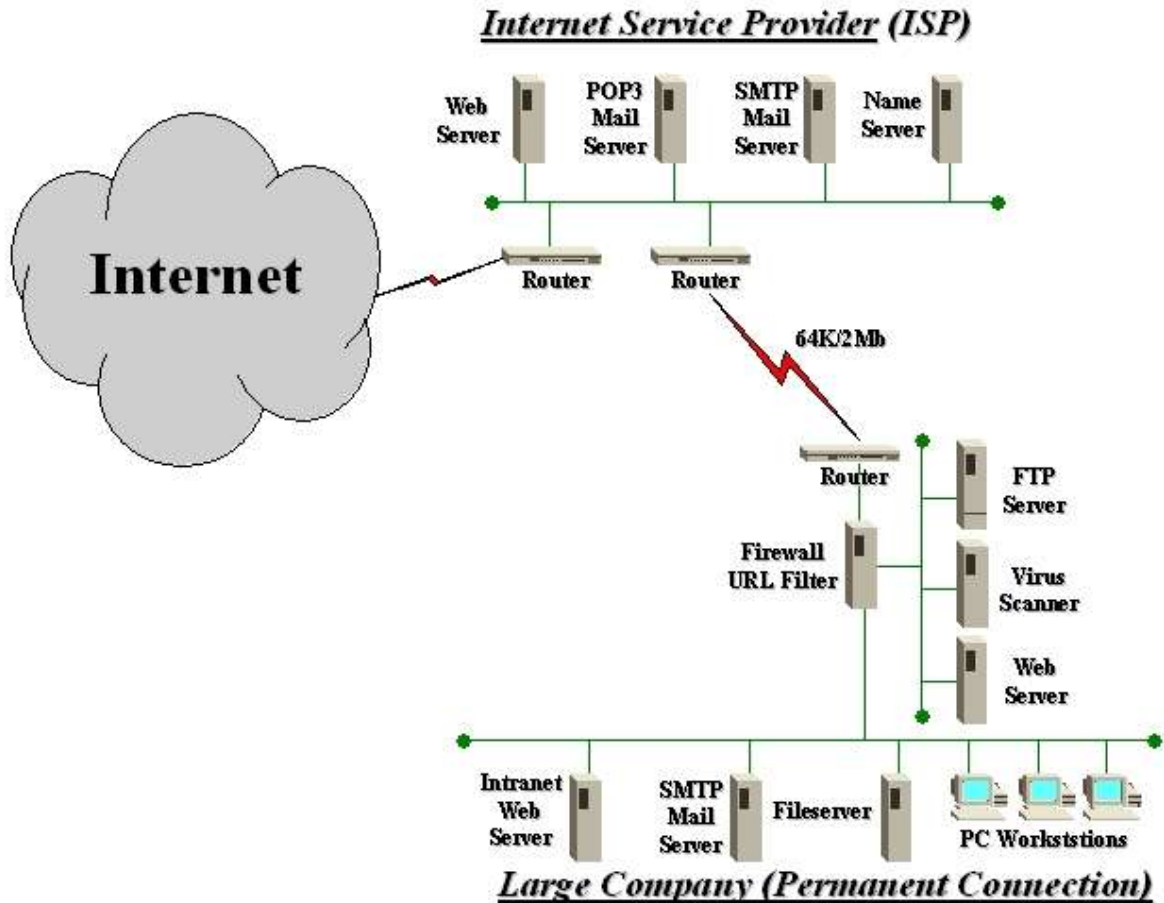 Internet Service Provider (ISP)
Web
Server
POP3
Mail
Server
SMTP
Mail
Server
Name
Server
Internet
Router
Router
64K/2Mb
Router
FTP
Server
Firewall
URL Filter
Virus
Scanner
Web
Server
Intranet
Web
Server
SMTP
Mail
Server
Fileserver
PC Workststions
Large Company (Permanent Connection)